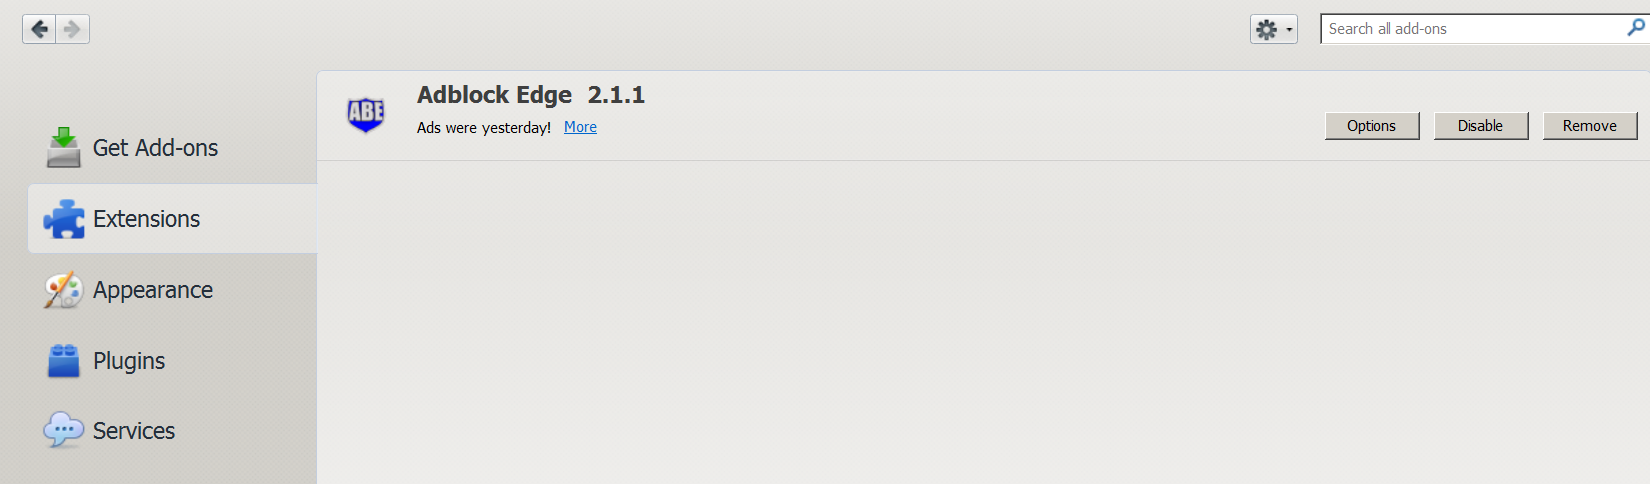 Search all add-ons
ABE
Adblock Edge 2.1.1
Ads were yesterday! More
Options Disable Remove
Get Add-ons
Extensions
Appearance
Plugins
Services